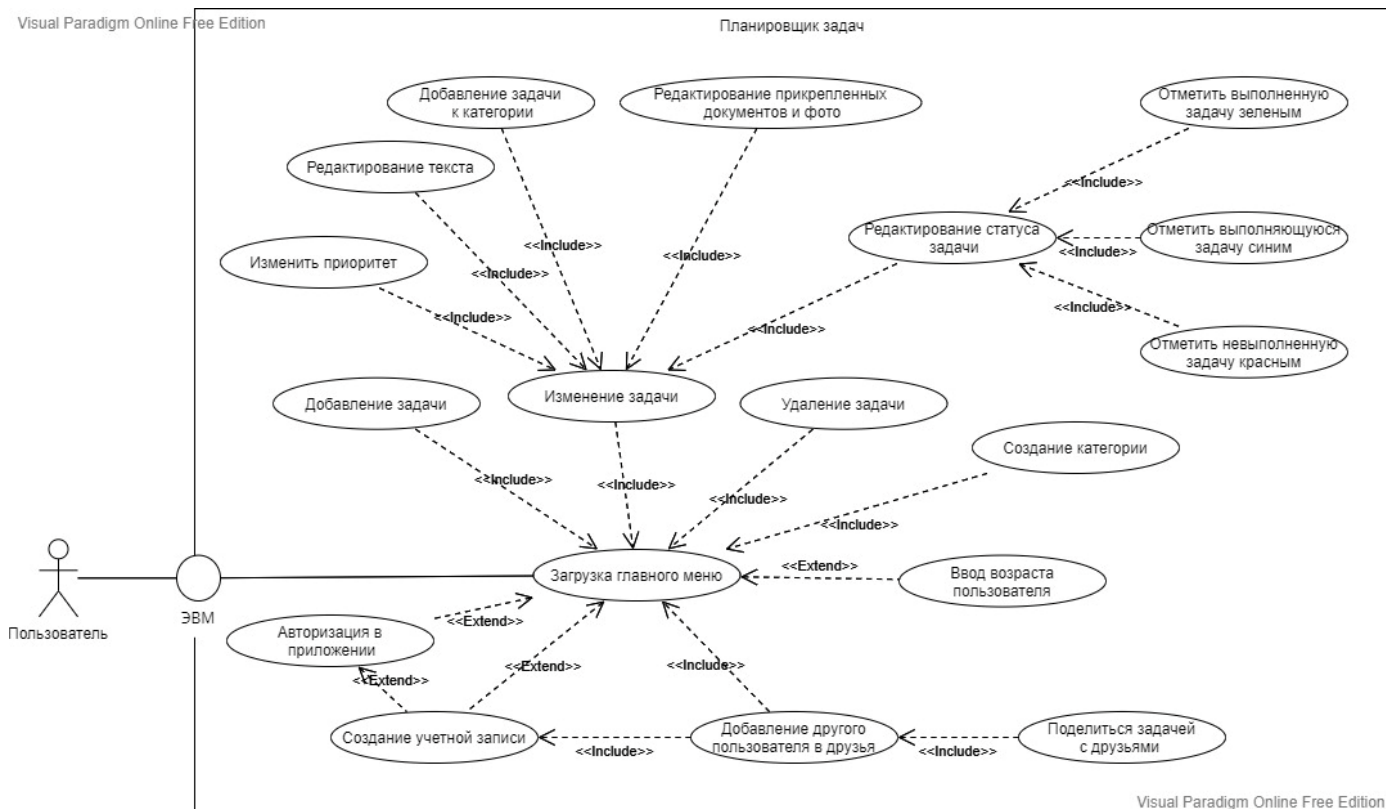 Visual Paradigm Online Free Edition
Планировщик задач
Добавление задачи
к категории
Редактирование прикрепленных
документов и фото
Отметить выполненную
задачу зеленым
Редактирование текста
<<Include>>
Редактирование статуса
задачи
<<Include>>
Отметить выполняющуюся
задачу синим
<<Include>>
Изменить приоритет
<<Include>>
<<Include>>
<<Include>>
<<Include>>
<<Include>>
<<Include>>
Отметить невыполненную
задачу красным
Добавление задачи
Изменение задачи
Удаление задачи
Создание категории
<<Include>>
<<Include>>
<<Include>>
<<Include>>
Загрузка главного меню
<<Extend>>
Ввод возраста
пользователя
ЭВМ
Пользователь
Авторизация в
приложении
<<Extend>>
<<Extend>>
<<Extend>>
<<Include>>
Создание учетной записи
<<Include>>
Добавление другого
пользователя в друзья
<<Include>>
Поделиться задачей
с друзьями
Visual Paradigm Online Free Edition